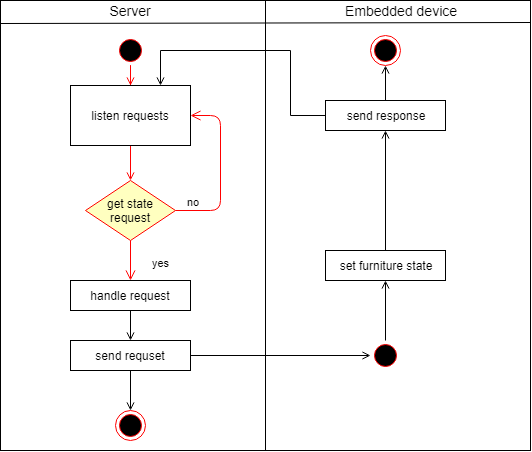 Server
Embedded device
listen requests
send response
get state
request
no
yes
set furniture state
handle request
send requset